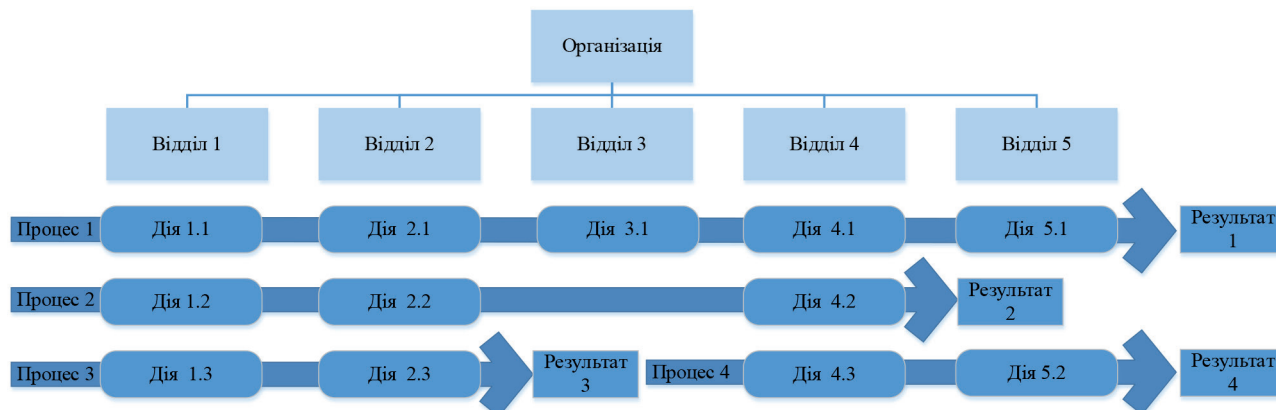 Організація
Відділ 1
Відділ 2
Відділ 3
Відділ 4
Відділ 5
Процес 1
Дія 1.1
Дія 2.1
Дія 3.1
Дія 4.1
Дія 5.1
Результат
1
Процес 2
Дія 1.2
Дія 2.2
Дія 4.2
Результат
2
Процес 3
Дія 1.3
Дія 2.3
Результат
3
Процес 4
Дія 4.3
Дія 5.2
Результат
4